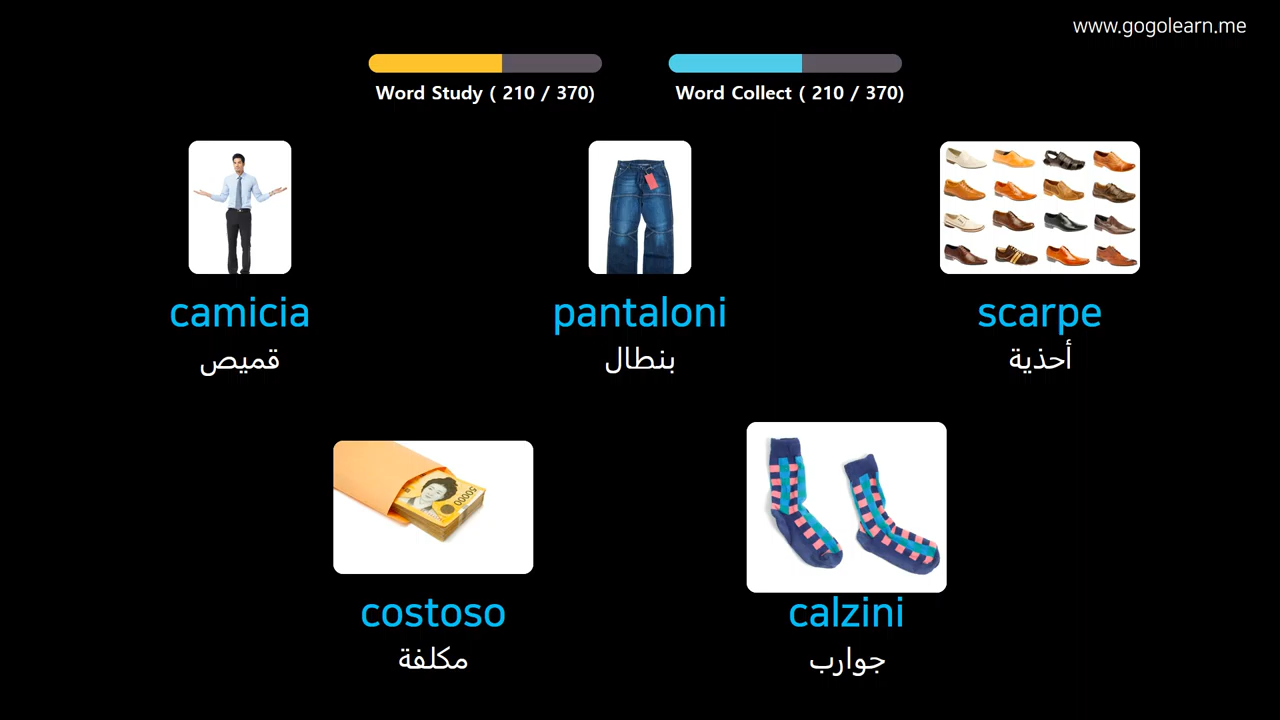 www.gogolearn.me
Word Study ( 210 / 370)
Word Collect ( 210 / 370)
camicia
قميص
pantaloni
بنطال
scarpe
أحذية
50000
costoso
مكلفة
calzini
جوارب